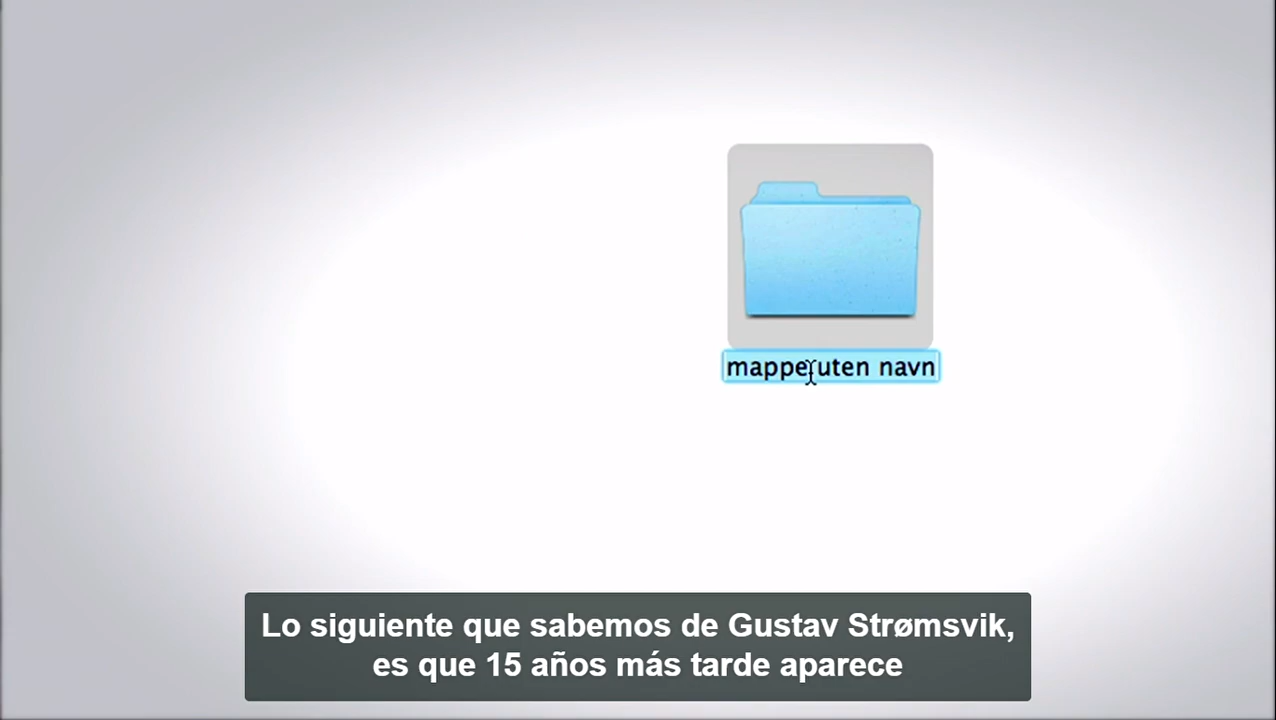 mappe uten navn
Lo siguiente que sabemos de Gustav Strømsvik,
es que 15 años más tarde aparece